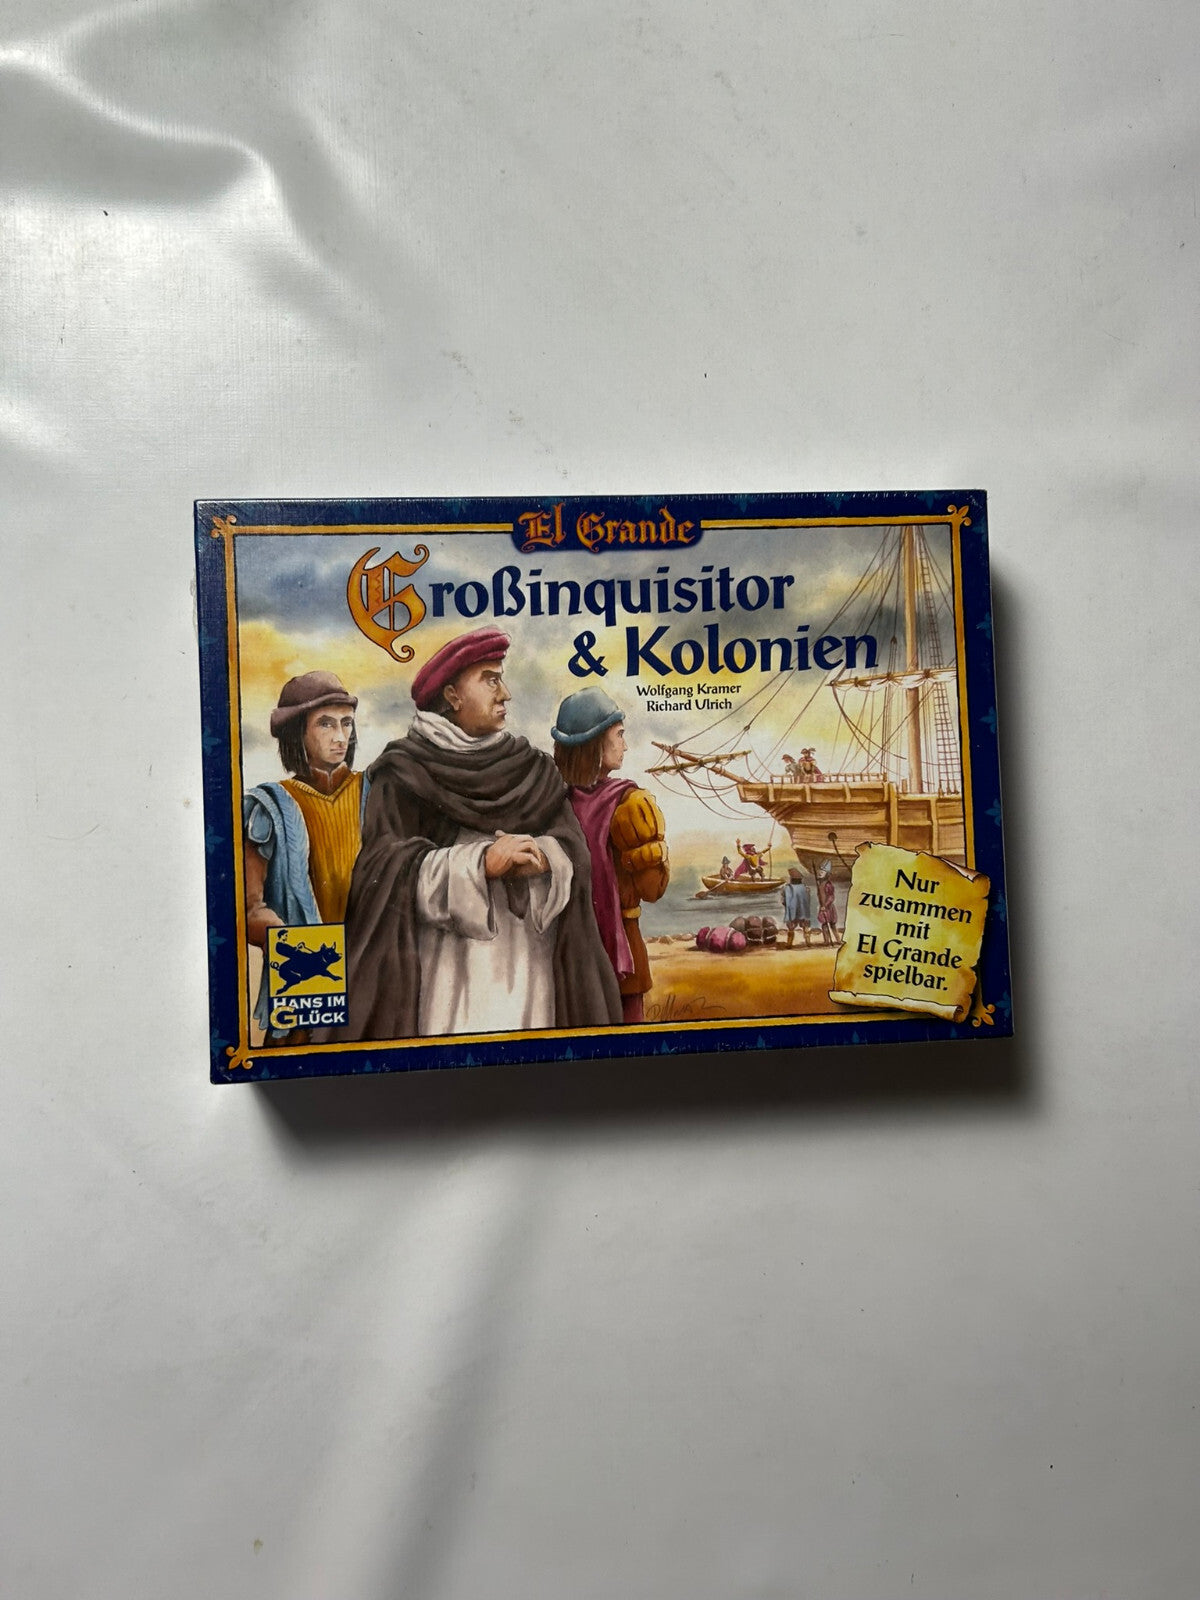 El Grande
Großinquisitor
& Kolonien
Wolfgang Kramer
Richard Ulrich
Nur
zusammen
mit
El Grande
spielbar.
HANS IM
GLÜCK